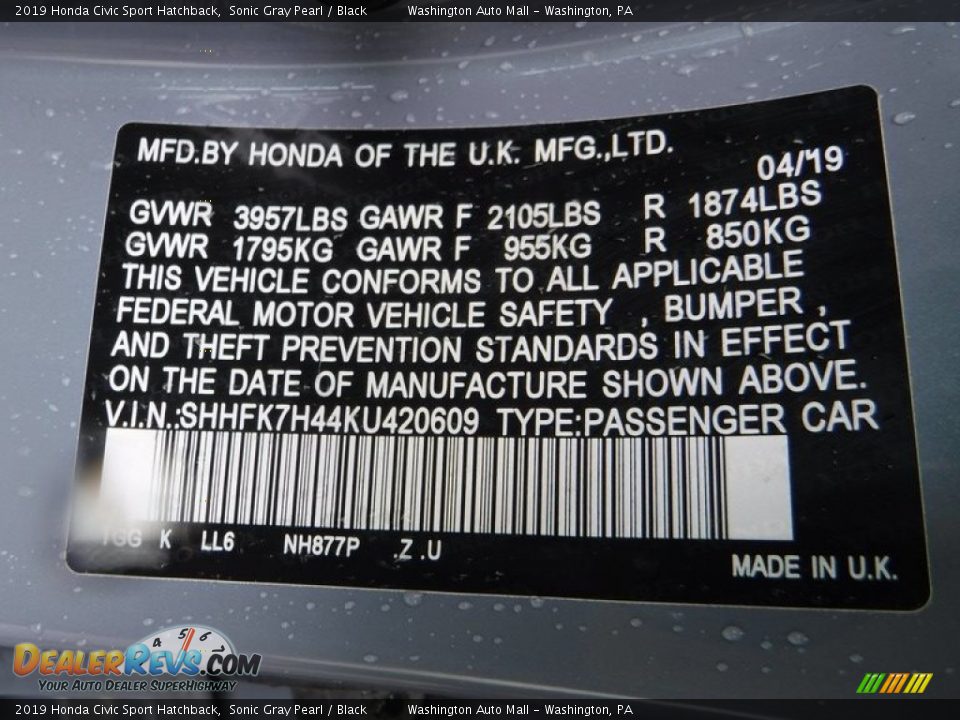 2019 Honda Civic Sport Hatchback, Sonic Gray Pearl / Black Washington Auto Mall - Washington, PA
MFD.BY HONDA OF THE U.K. MFG.,LTD.
04/'19
GVWR 3957LBS GAWR F 2105LBS R 1874LBS
GVWR 1795KG GAWR F 955KG R 850KG
THIS VEHICLE CONFORMS TO ALL APPLICABLE
FEDERAL MOTOR VEHICLE SAFETY , BUMPER ,
AND THEFT PREVENTION STANDARDS IN EFFECT
ON THE DATE OF MANUFACTURE SHOWN ABOVE.
V.I.N.:SHHFK7H44KU420609 TYPE:PASSENGER CAR
TGG K LL6 NH877P .Z .U
MADE IN U.K.
4 5 6
DEALERREVS.COM
YOUR AUTO DEALER SUPERHIGHWAY
2019 Honda Civic Sport Hatchback, Sonic Gray Pearl / Black Washington Auto Mall - Washington, PA